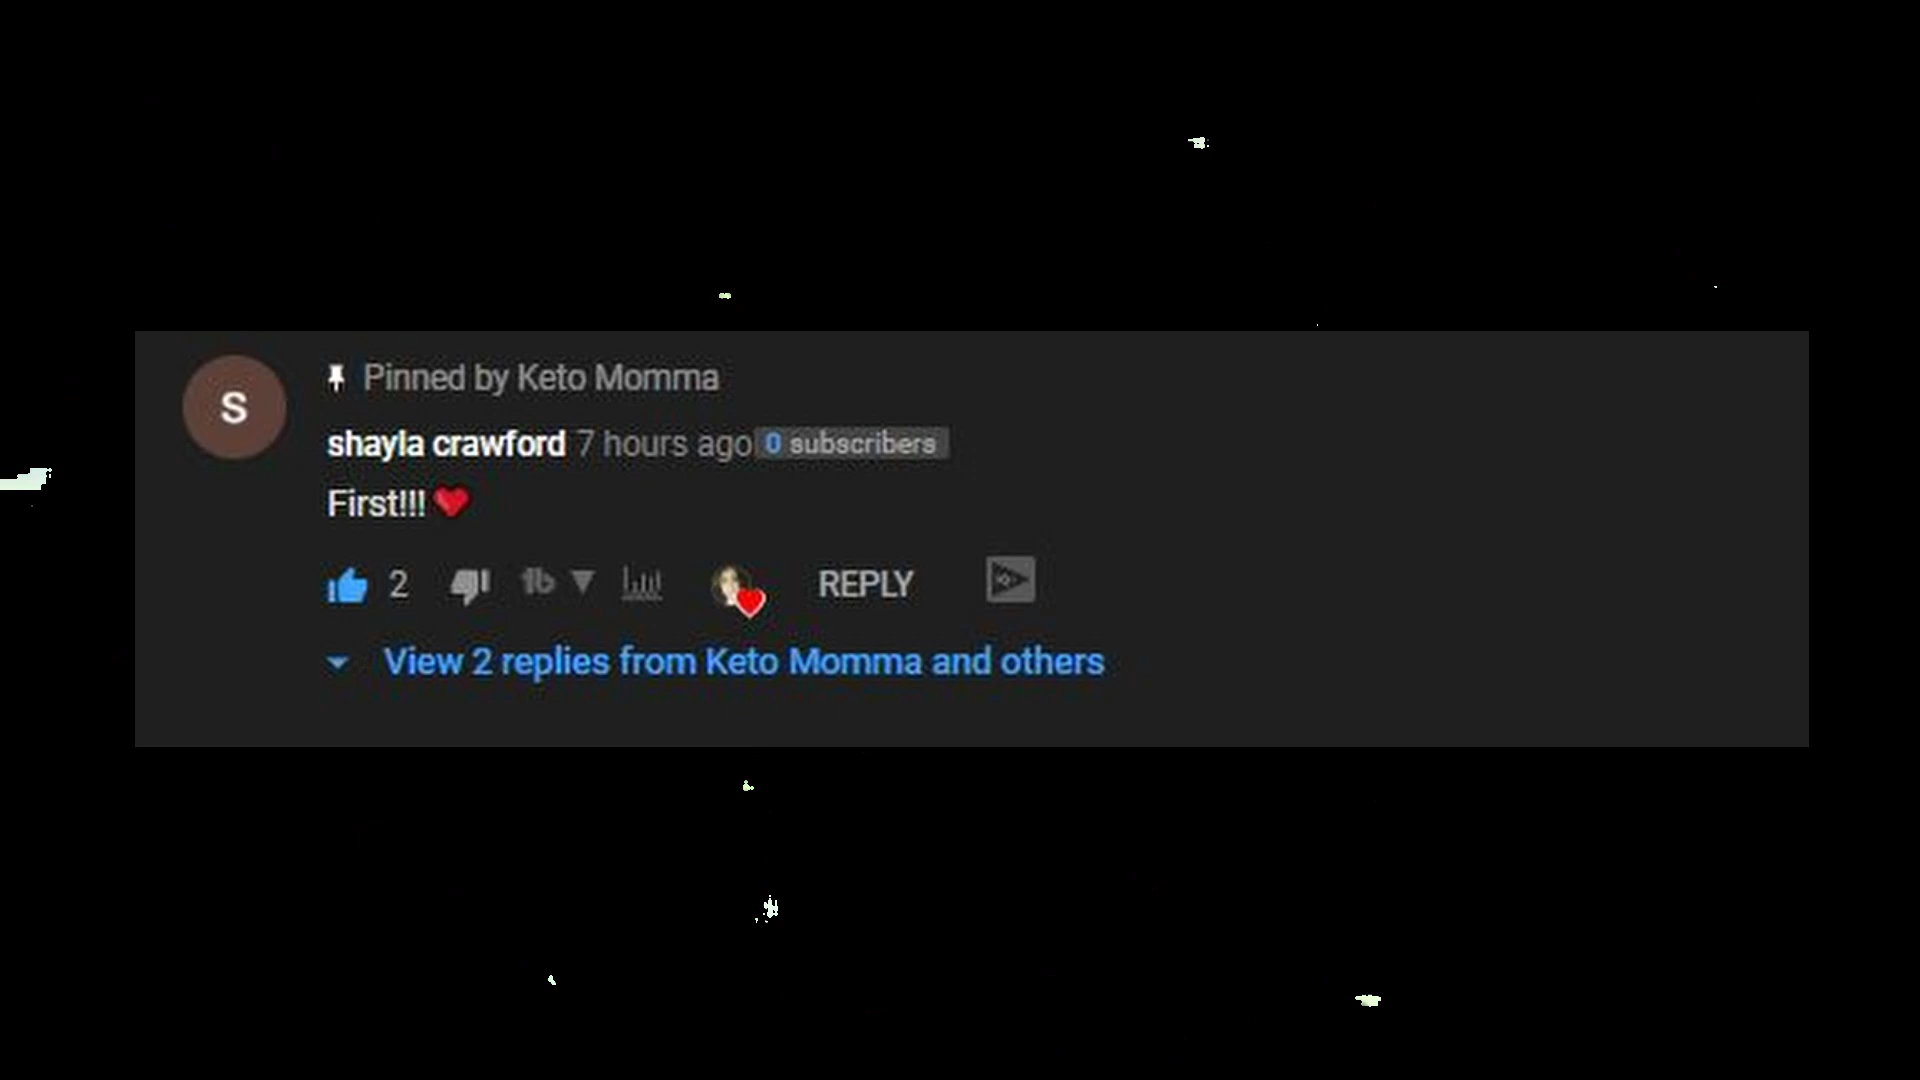 S
Pinned by Keto Momma
shayla crawford 7 hours ago 0 subscribers
First!!!❤️
2 1b ▼ REPLY
View 2 replies from Keto Momma and others